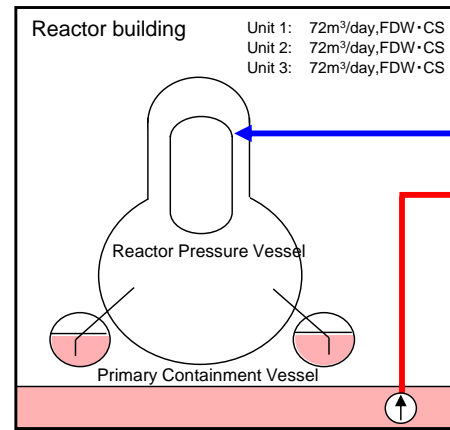 Reactor building
Unit 1: 72m³/day,FDW・CS
Unit 2: 72m³/day,FDW・CS
Unit 3: 72m³/day,FDW・CS
Reactor Pressure Vessel
Primary Containment Vessel